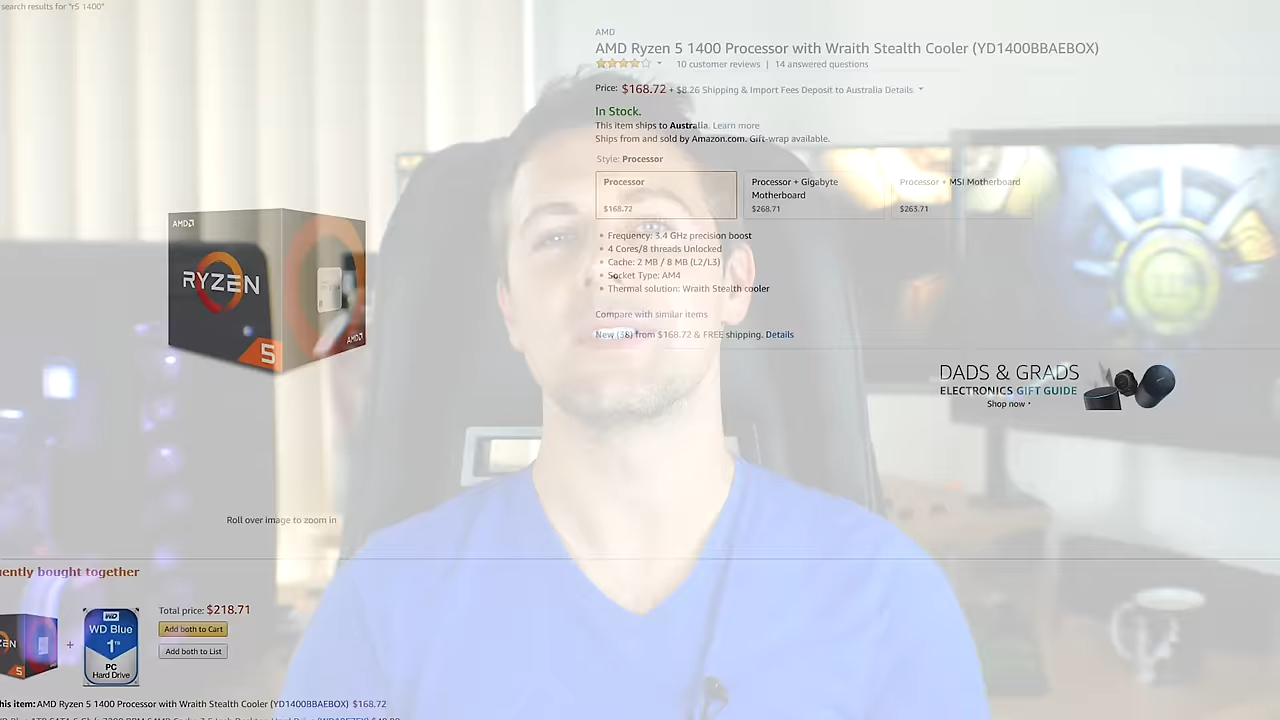 search results for "r5 1400"
AMD
AMD Ryzen 5 1400 Processor with Wraith Stealth Cooler (YD1400BBAEBOX)
10 customer reviews | 14 answered questions
Price: $168.72 + $8.26 Shipping & Import Fees Deposit to Australia Details
In Stock.
This item ships to Australia. Learn more
Ships from and sold by Amazon.com. Gift-wrap available.
Style: Processor
Processor
$168.72
Processor + Gigabyte
Motherboard
$268.71
Processor + MSI Motherboard
$263.71
Frequency: 3.4 GHz precision boost
4 Cores/8 threads Unlocked
Cache: 2 MB / 8 MB (L2/L3)
Socket Type: AM4
Thermal solution: Wraith Stealth cooler
Compare with similar items
New (38) from $168.72 & FREE shipping. Details
AMD
RYZEN
5
AMD
DADS & GRADS
ELECTRONICS GIFT GUIDE
Shop now
Roll over image to zoom in
uently bought together
Total price: $218.71
Add both to Cart
Add both to List
ZEN
5
+
WD
WD Blue
1TB
PC
Hard Drive
his item: AMD Ryzen 5 1400 Processor with Wraith Stealth Cooler (YD1400BBAEBOX) $168.72